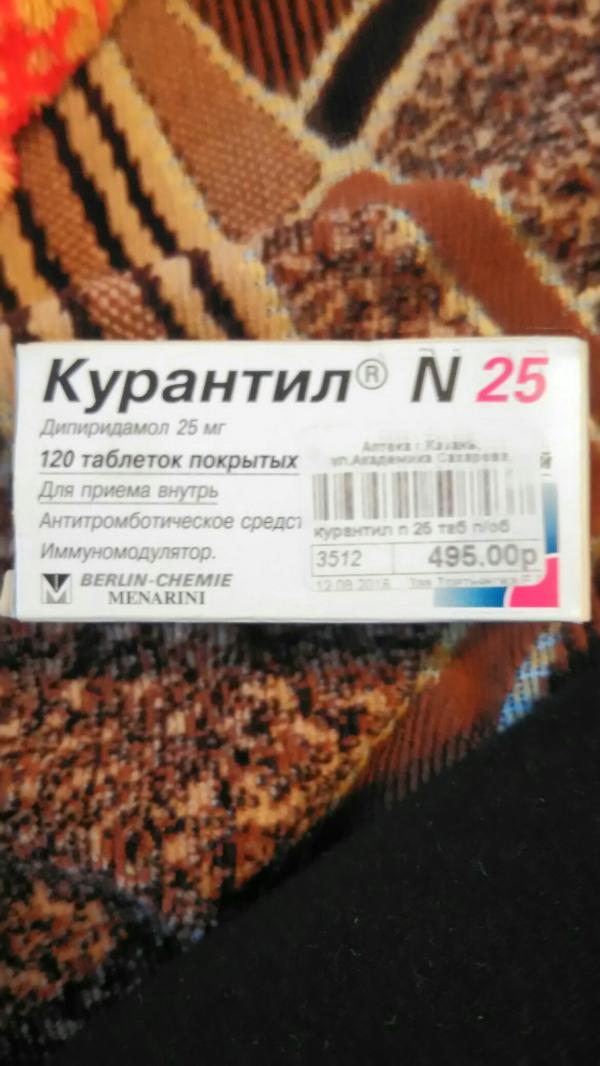 Курантил® N 25
Дипиридамол 25 мг
120 таблеток покрытых
Для приема внутрь
Антитромботическое средст
Иммуномодулятор.
BERLIN-CHEMIE
MENARINI
Аптека г.Казань,
ул.Академика Сахарова,
курантил n 25 таб п/об
3512 495.00р
12.08.2016